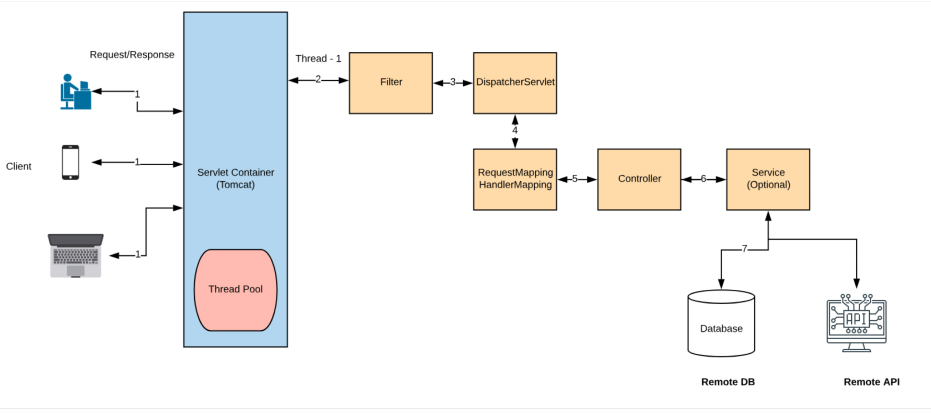 Request/Response
Thread - 1
1
2
Filter
3
DispatcherServlet
4
1
Client
Servlet Container
(Tomcat)
RequestMapping
HandlerMapping
5
Controller
6
Service
(Optional)
1
7
Thread Pool
Database
API
Remote DB
Remote API